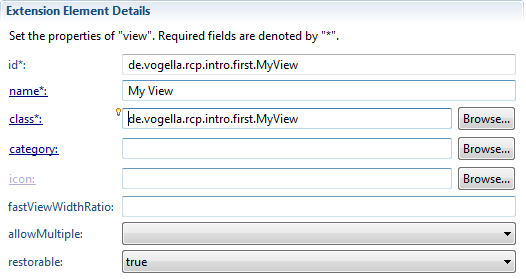 Extension Element Details
Set the properties of "view". Required fields are denoted by "*".
id*: de.vogella.rcp.intro.first.MyView
name*: My View
class*: de.vogella.rcp.intro.first.MyView Browse...
category: Browse...
icon: Browse...
fastViewWidthRatio:
allowMultiple:
restorable: true